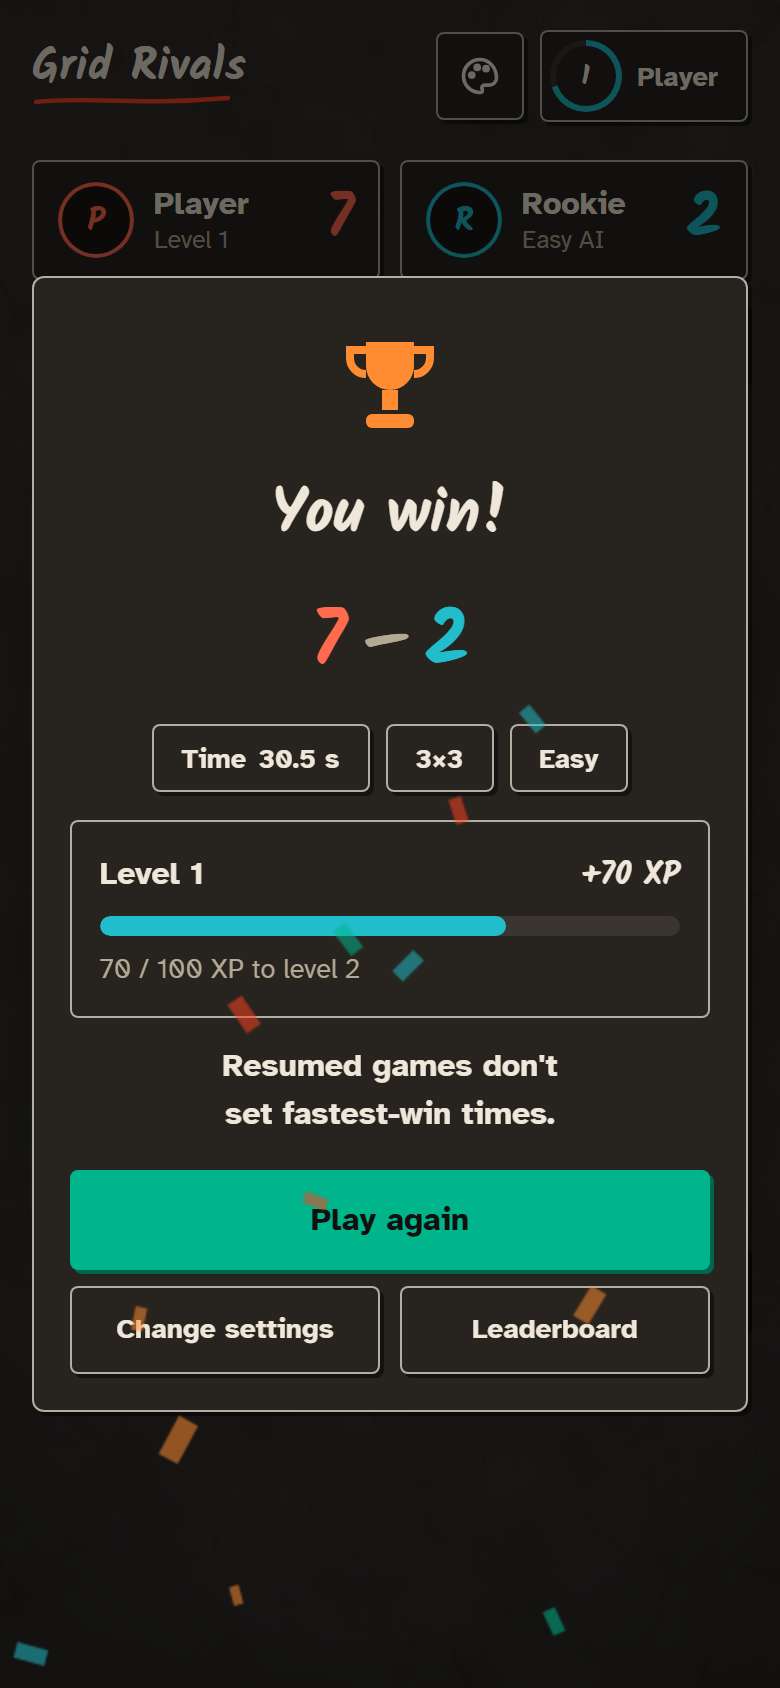 Grid Rivals
1
Player
P
Player
Level 1
7
R
Rookie
Easy AI
2
You win!
7 – 2
Time 30.5 s
3×3
Easy
Level 1
+70 XP
70 / 100 XP to level 2
Resumed games don't
set fastest-win times.
Play again
Change settings
Leaderboard